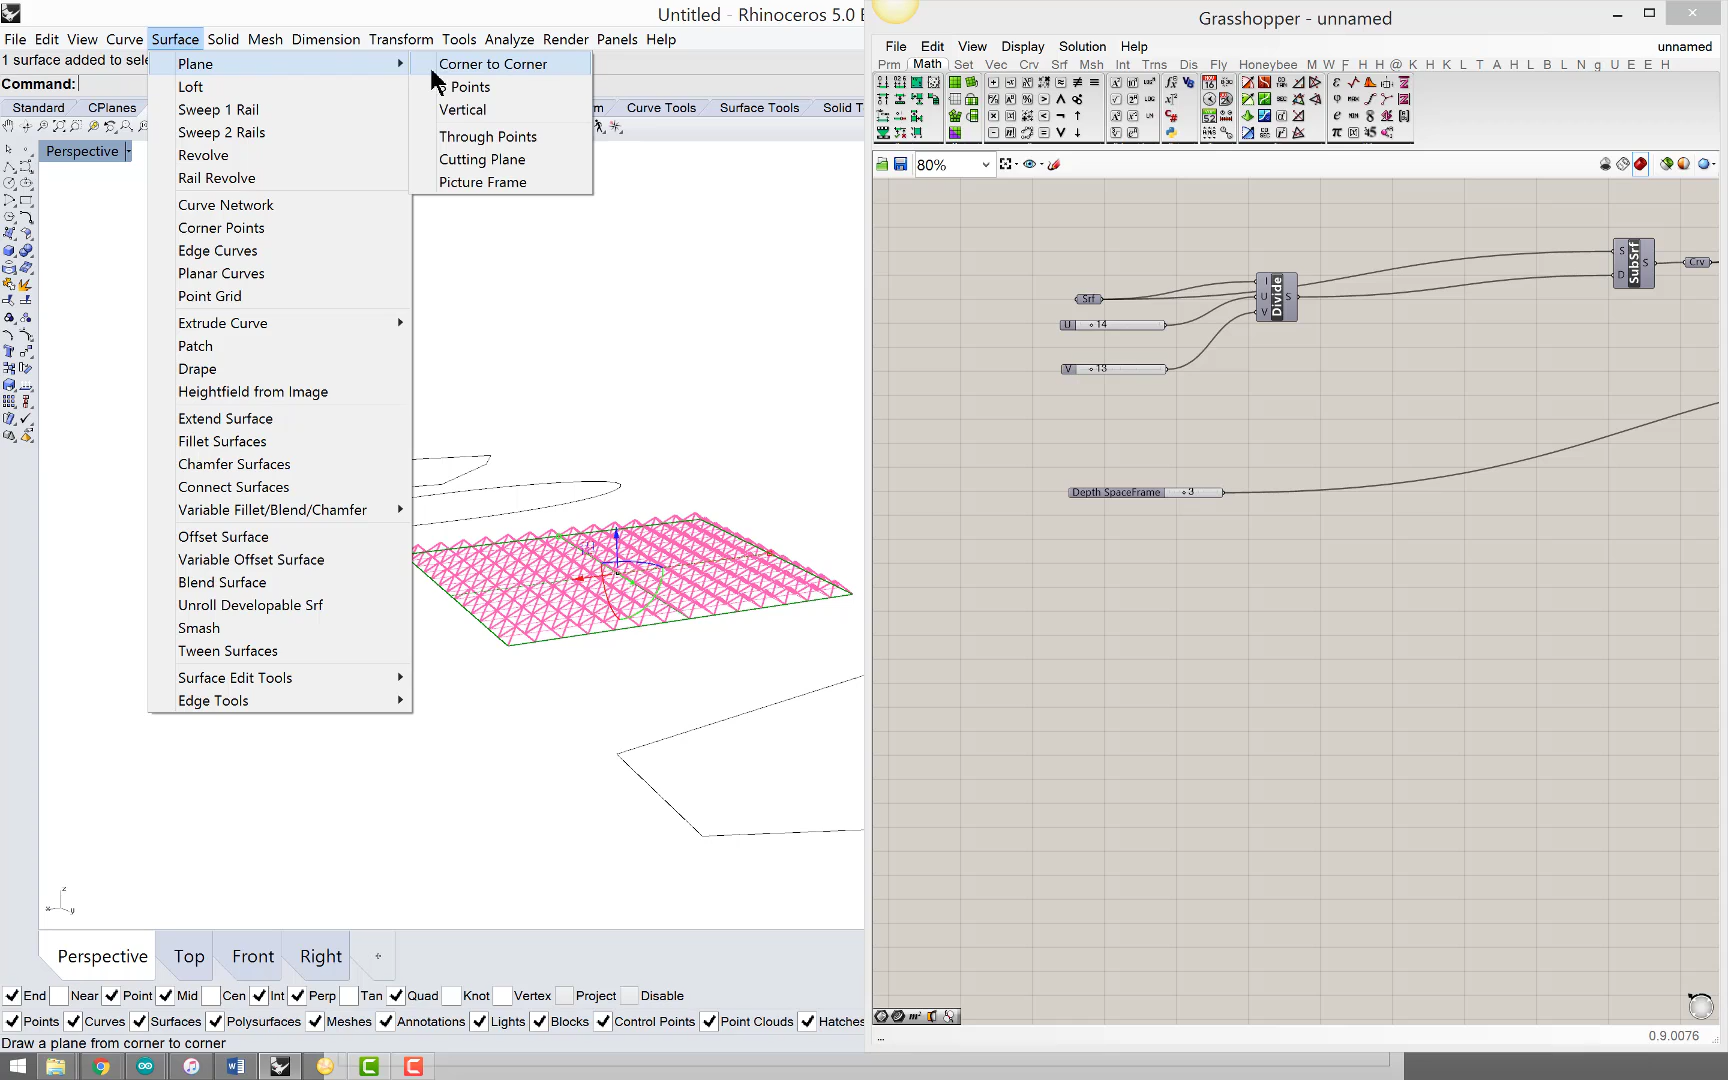 Untitled - Rhinoceros 5.0 E
File Edit View Curve Surface Solid Mesh Dimension Transform Tools Analyze Render Panels Help
1 surface added to sele
Command:
Standard CPlanes
m Curve Tools Surface Tools Solid T
Perspective
Plane
Loft
Sweep 1 Rail
Sweep 2 Rails
Revolve
Rail Revolve
Curve Network
Corner Points
Edge Curves
Planar Curves
Point Grid
Extrude Curve
Patch
Drape
Heightfield from Image
Extend Surface
Fillet Surfaces
Chamfer Surfaces
Connect Surfaces
Variable Fillet/Blend/Chamfer
Offset Surface
Variable Offset Surface
Blend Surface
Unroll Developable Srf
Smash
Tween Surfaces
Surface Edit Tools
Edge Tools
Corner to Corner
Points
Vertical
Through Points
Cutting Plane
Picture Frame
z
y
Perspective Top Front Right
End Near Point Mid Cen Int Perp Tan Quad Knot Vertex Project Disable
Points Curves Surfaces Polysurfaces Meshes Annotations Lights Blocks Control Points Point Clouds Hatches
Draw a plane from corner to corner
Grasshopper - unnamed
File Edit View Display Solution Help
unnamed
Prm Math Set Vec Crv Srf Msh Int Trns Dis Fly Honeybee M W F H H @ K H K L T A H L N g U E E H
80%
Srf
U 14
V 13
I
U
V
Divide
S
S
D
SubSrf
S
Crv
Depth SpaceFrame 3
...
0.9.0076